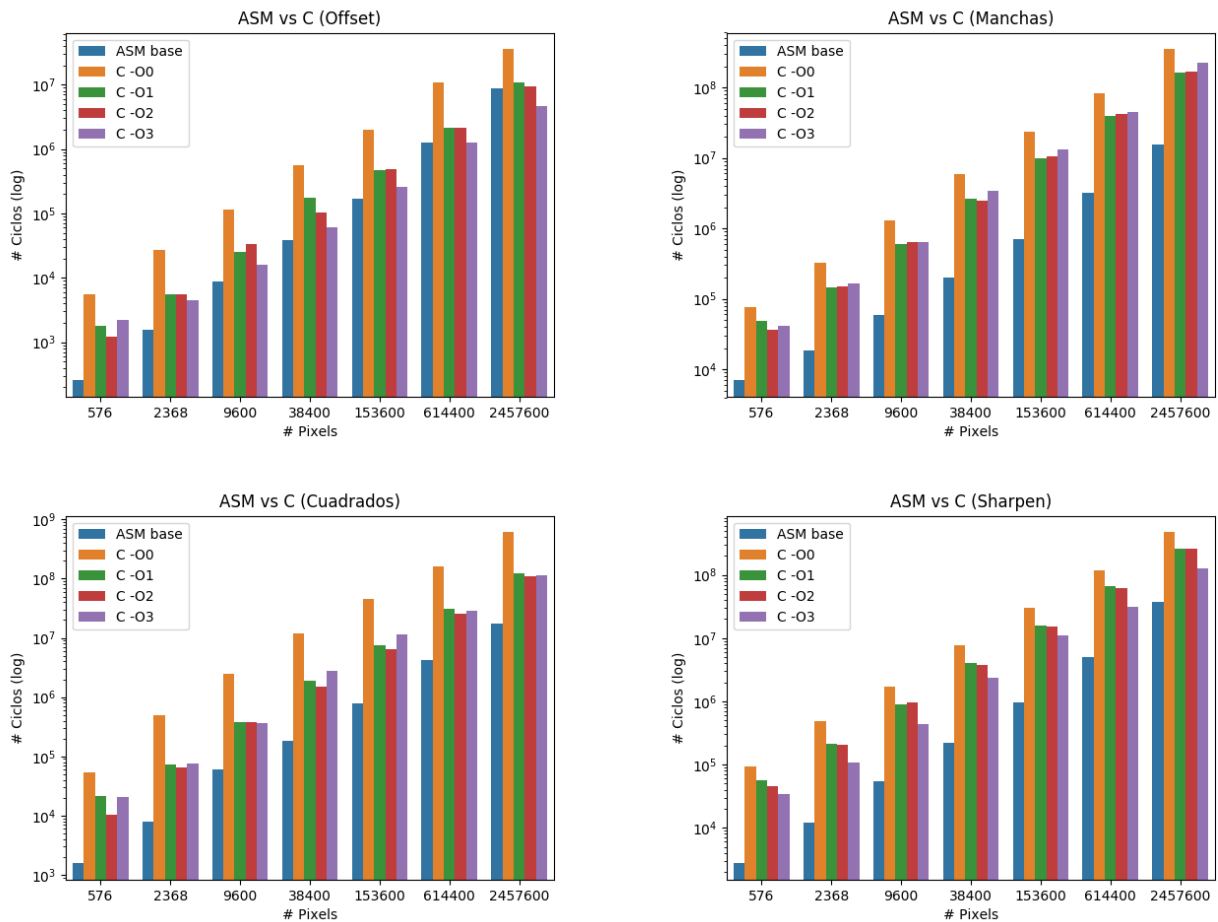 ASM vs C (Offset)
ASM base
C -O0
C -O1
C -O2
C -O3
# Ciclos (log)
10^7
10^6
10^5
10^4
10^3
576 2368 9600 38400 153600 614400 2457600
# Pixels
ASM vs C (Manchas)
ASM base
C -O0
C -O1
C -O2
C -O3
# Ciclos (log)
10^8
10^7
10^6
10^5
10^4
576 2368 9600 38400 153600 614400 2457600
# Pixels
ASM vs C (Cuadrados)
ASM base
C -O0
C -O1
C -O2
C -O3
# Ciclos (log)
10^9
10^8
10^7
10^6
10^5
10^4
10^3
576 2368 9600 38400 153600 614400 2457600
# Pixels
ASM vs C (Sharpen)
ASM base
C -O0
C -O1
C -O2
C -O3
# Ciclos (log)
10^8
10^7
10^6
10^5
10^4
576 2368 9600 38400 153600 614400 2457600
# Pixels